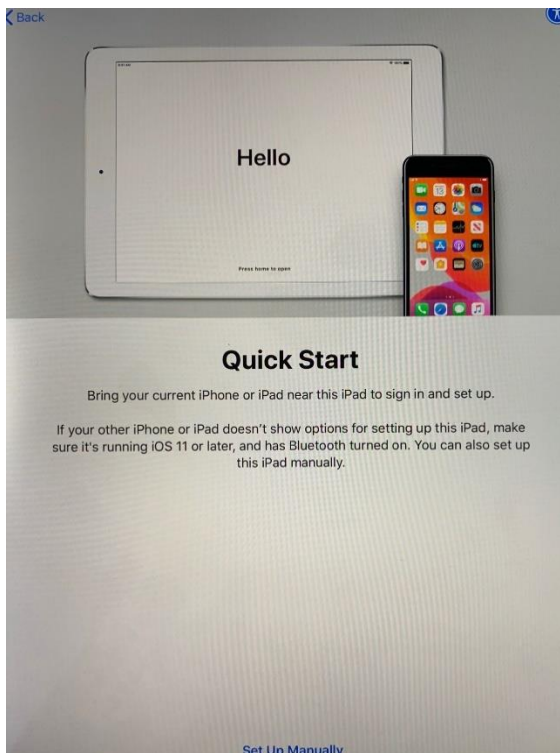 Back
Hello
Press home to open
Quick Start
Bring your current iPhone or iPad near this iPad to sign in and set up.
If your other iPhone or iPad doesn't show options for setting up this iPad, make
sure it's running iOS 11 or later, and has Bluetooth turned on. You can also set up
this iPad manually.
Set Up Manually